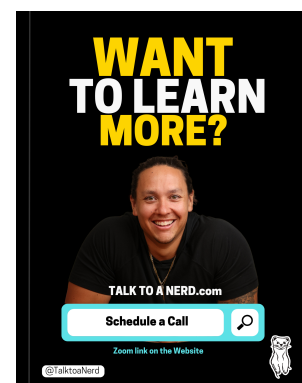 WANT
TO LEARN
MORE?
TALK TO A NERD.com
Schedule a Call
Zoom link on the Website
@TalktoaNerd